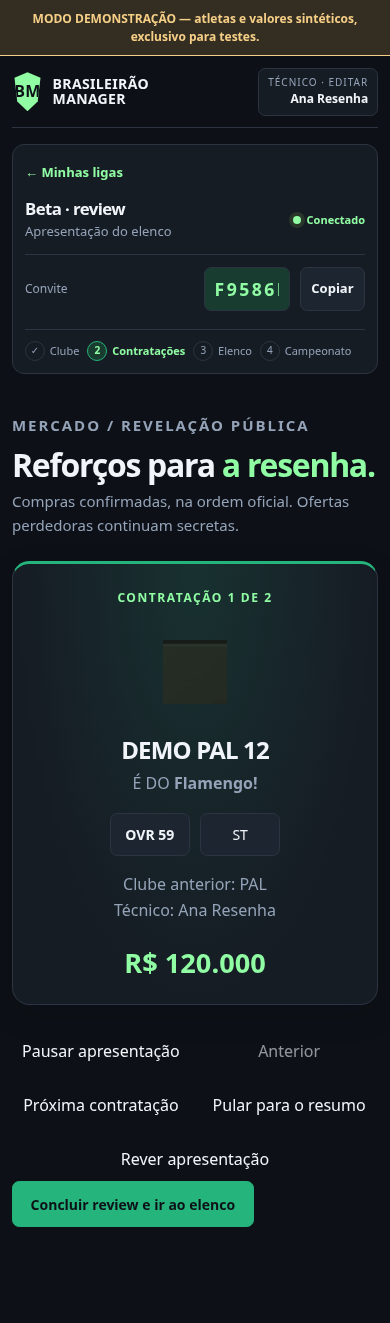 MODO DEMONSTRAÇÃO — atletas e valores sintéticos,
exclusivo para testes.
BM
BRASILEIRÃO
MANAGER
TÉCNICO · EDITAR
Ana Resenha
← Minhas ligas
Beta · review
Apresentação do elenco
Conectado
Convite
F9586
Copiar
✓ Clube
2 Contratações
3 Elenco
4 Campeonato
MERCADO / REVELAÇÃO PÚBLICA
Reforços para a resenha.
Compras confirmadas, na ordem oficial. Ofertas
perdedoras continuam secretas.
CONTRATAÇÃO 1 DE 2
DEMO PAL 12
É DO Flamengo!
OVR 59
ST
Clube anterior: PAL
Técnico: Ana Resenha
R$ 120.000
Pausar apresentação
Anterior
Próxima contratação
Pular para o resumo
Rever apresentação
Concluir review e ir ao elenco